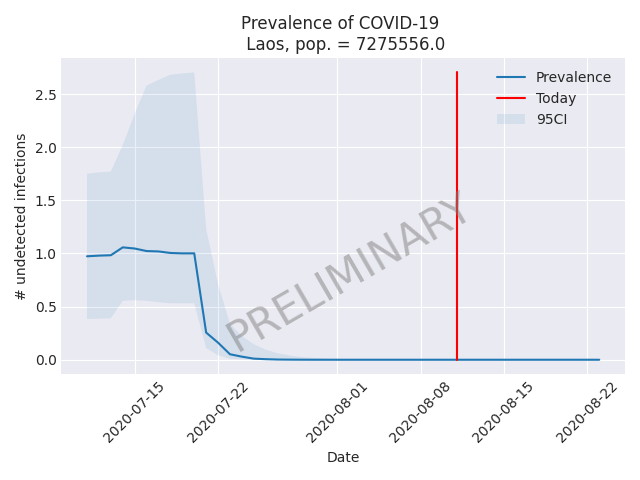 Prevalence of COVID-19
Laos, pop. = 7275556.0
Prevalence
Today
95CI
# undetected infections
2.5
2.0
1.5
1.0
0.5
0.0
PRELIMINARY
2020-07-15
2020-07-22
2020-08-01
2020-08-08
2020-08-15
2020-08-22
Date